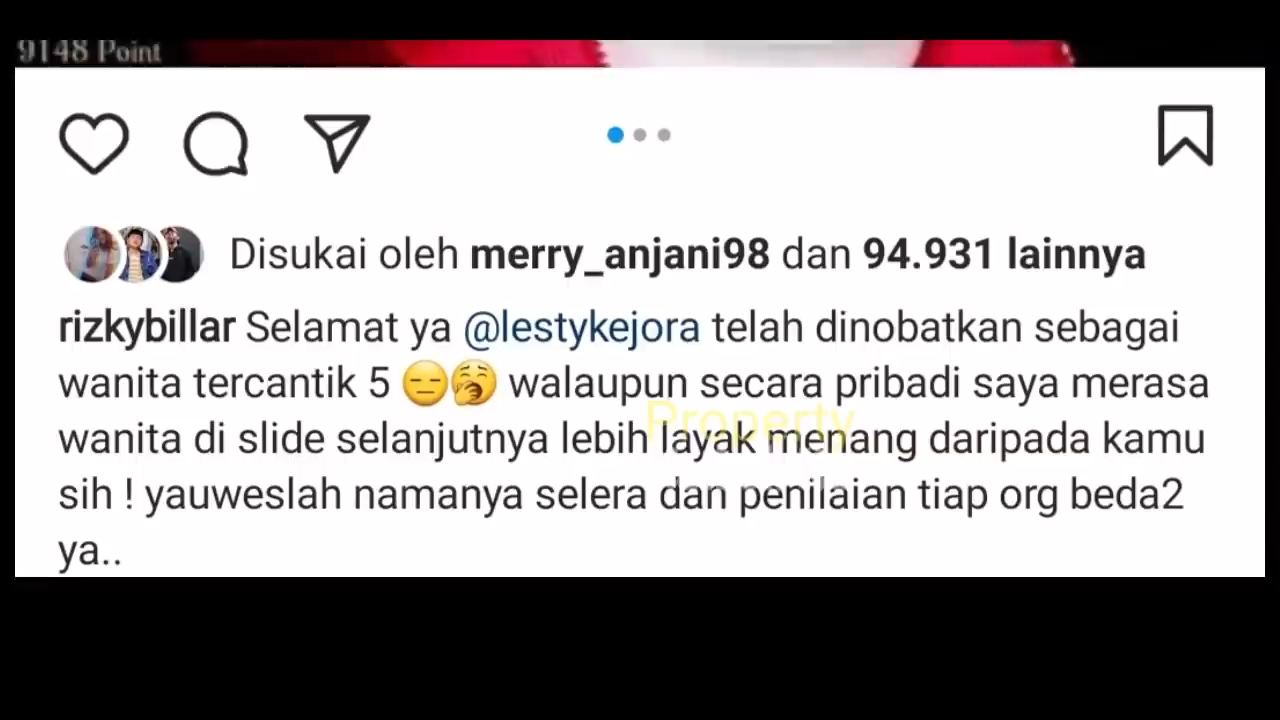 9148 Point
Disukai oleh merry_anjani98 dan 94.931 lainnya
rizkybillar Selamat ya @lestykejora telah dinobatkan sebagai
wanita tercantik 5 😑🥱 walaupun secara pribadi saya merasa
wanita di slide selanjutnya lebih layak menang daripada kamu
sih ! yauweslah namanya selera dan penilaian tiap org beda2
ya..
Property